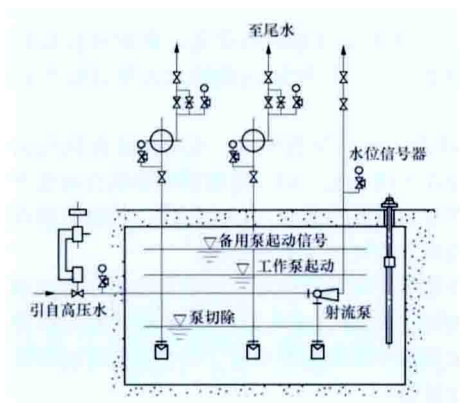 至尾水
水位信号器
备用泵起动信号
工作泵起动
引自高压水
射流泵
泵切除